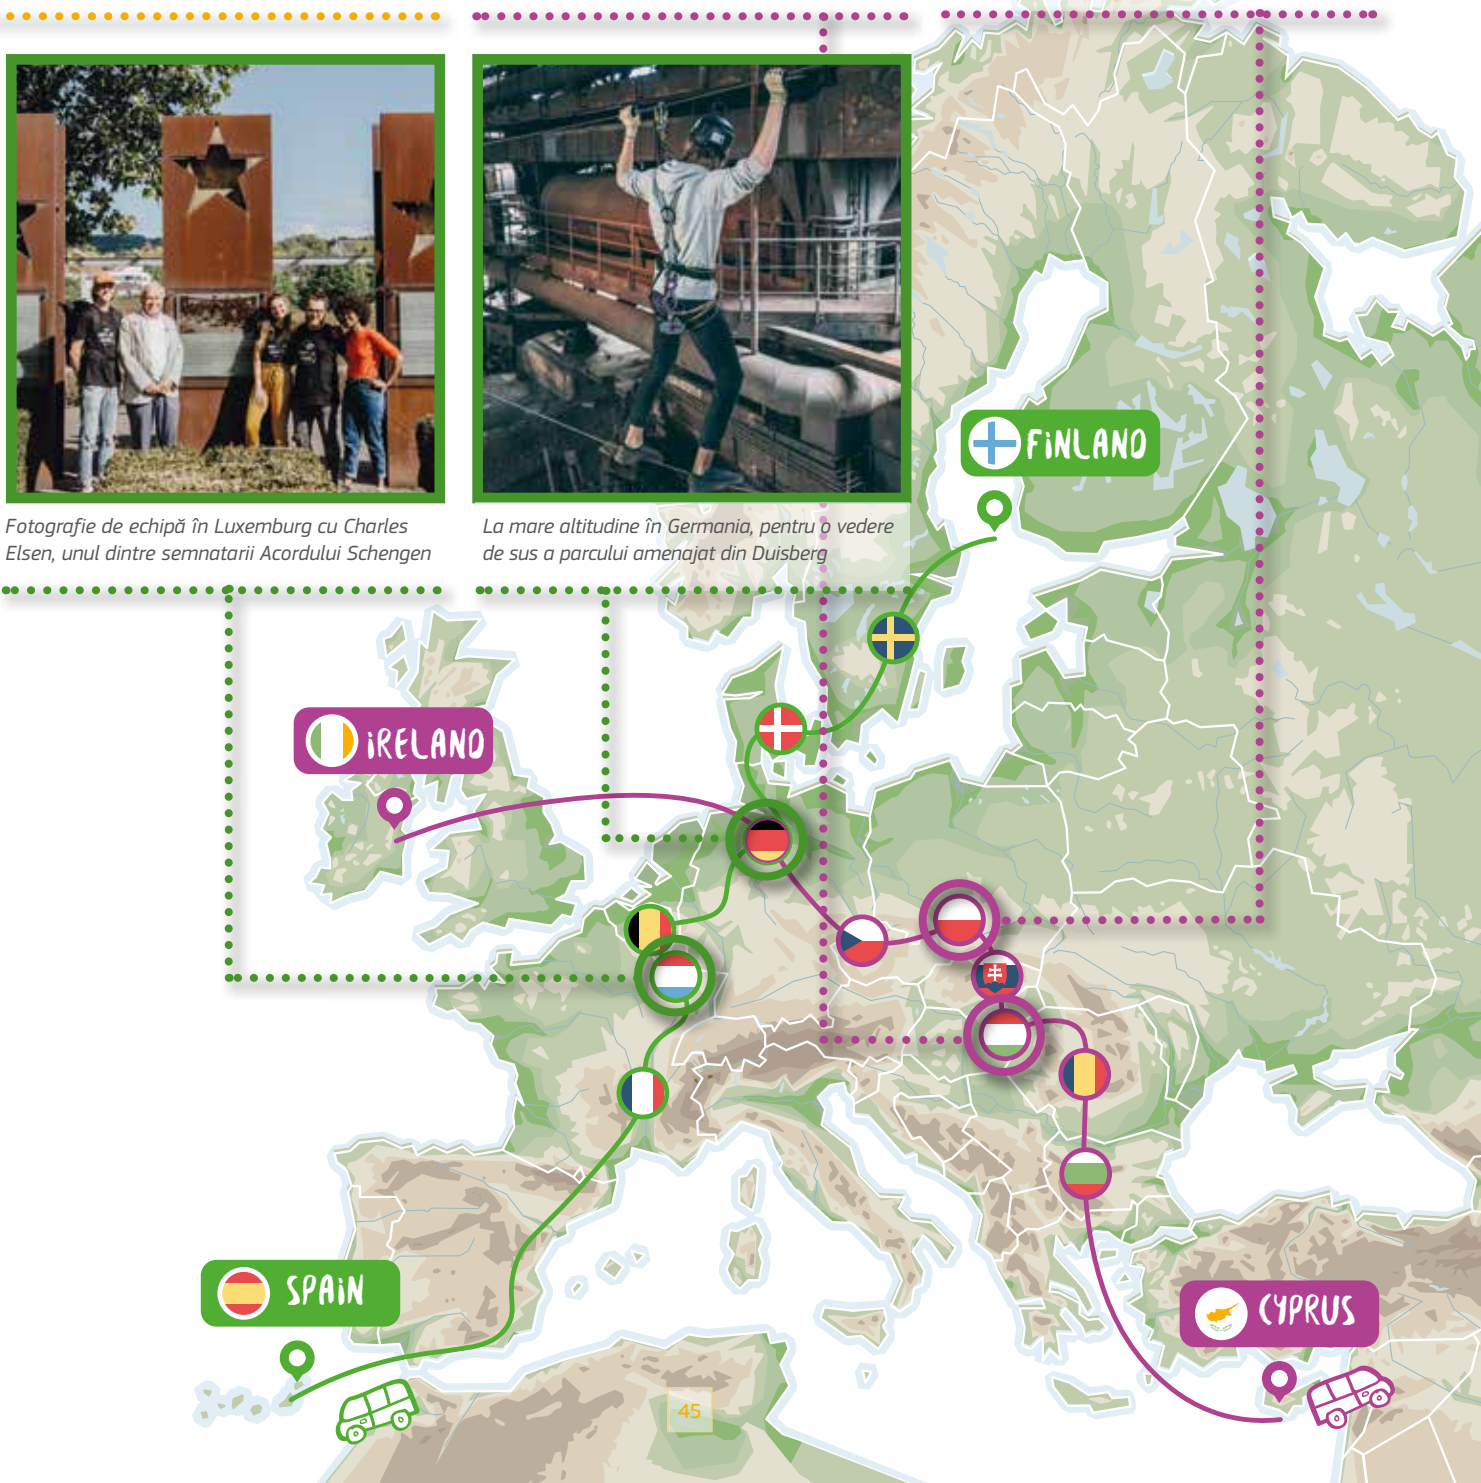 Fotografie de echipă în Luxemburg cu Charles
Elsen, unul dintre semnatarii Acordului Schengen
La mare altitudine în Germania, pentru o vedere
de sus a parcului amenajat din Duisberg
FiNLAND
iRELAND
SPAiN
CYPRUS
45